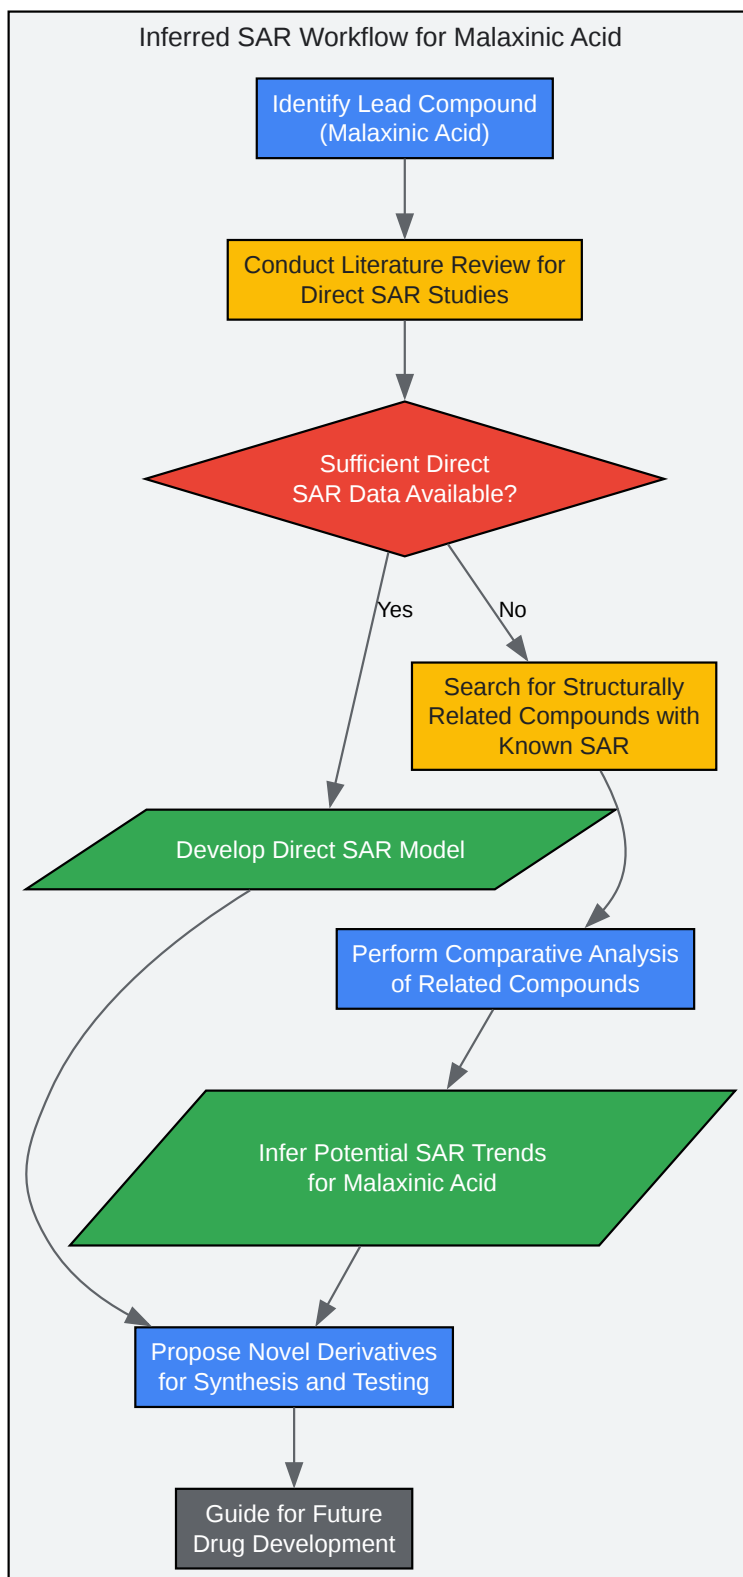 Inferred SAR Workflow for Malaxinic Acid
Identify Lead Compound
(Malaxinic Acid)
Conduct Literature Review for
Direct SAR Studies
Sufficient Direct
SAR Data Available?
Yes
No
Search for Structurally
Related Compounds with
Known SAR
Develop Direct SAR Model
Perform Comparative Analysis
of Related Compounds
Infer Potential SAR Trends
for Malaxinic Acid
Propose Novel Derivatives
for Synthesis and Testing
Guide for Future
Drug Development